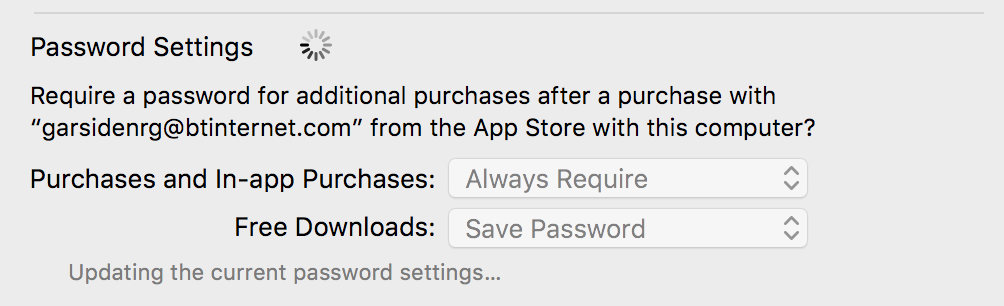 Password Settings
Require a password for additional purchases after a purchase with
“garsidenrg@btinternet.com” from the App Store with this computer?
Purchases and In-app Purchases: Always Require
Free Downloads: Save Password
Updating the current password settings...